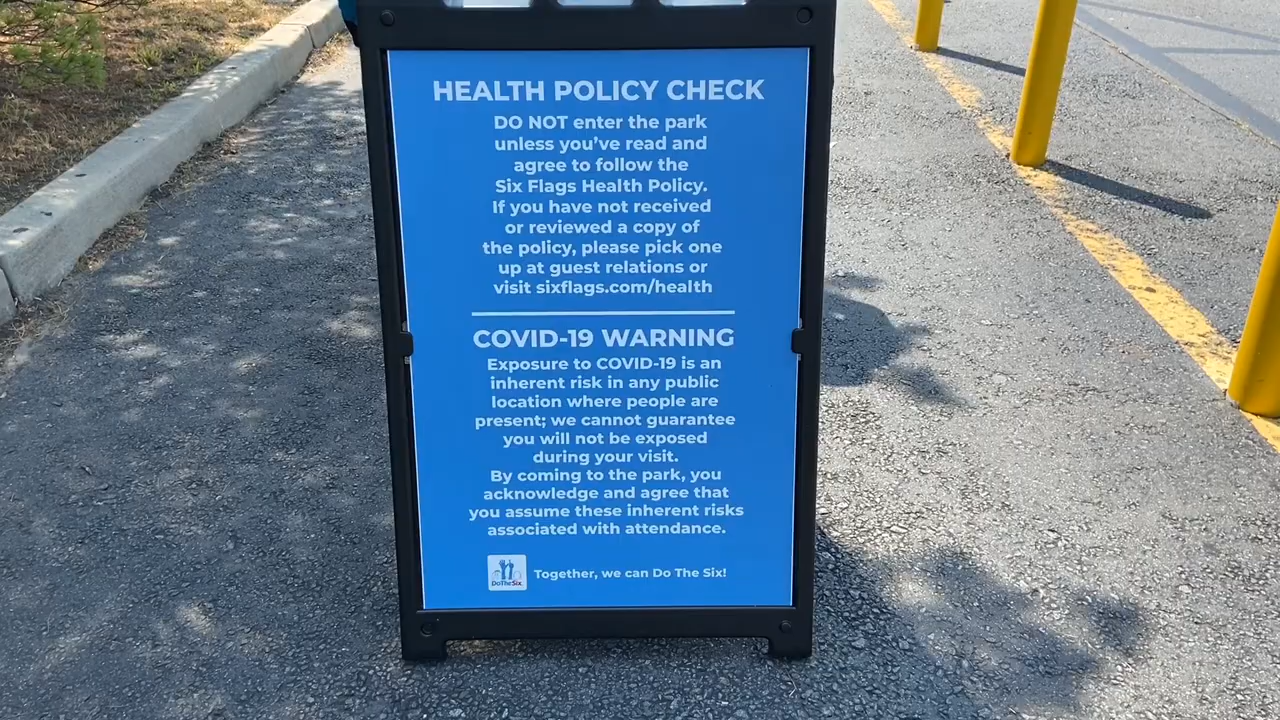 HEALTH POLICY CHECK
DO NOT enter the park
unless you've read and
agree to follow the
Six Flags Health Policy.
If you have not received
or reviewed a copy of
the policy, please pick one
up at guest relations or
visit sixflags.com/health
COVID-19 WARNING
Exposure to COVID-19 is an
inherent risk in any public
location where people are
present; we cannot guarantee
you will not be exposed
during your visit.
By coming to the park, you
acknowledge and agree that
you assume these inherent risks
associated with attendance.
DoTheSix
Together, we can Do The Six!